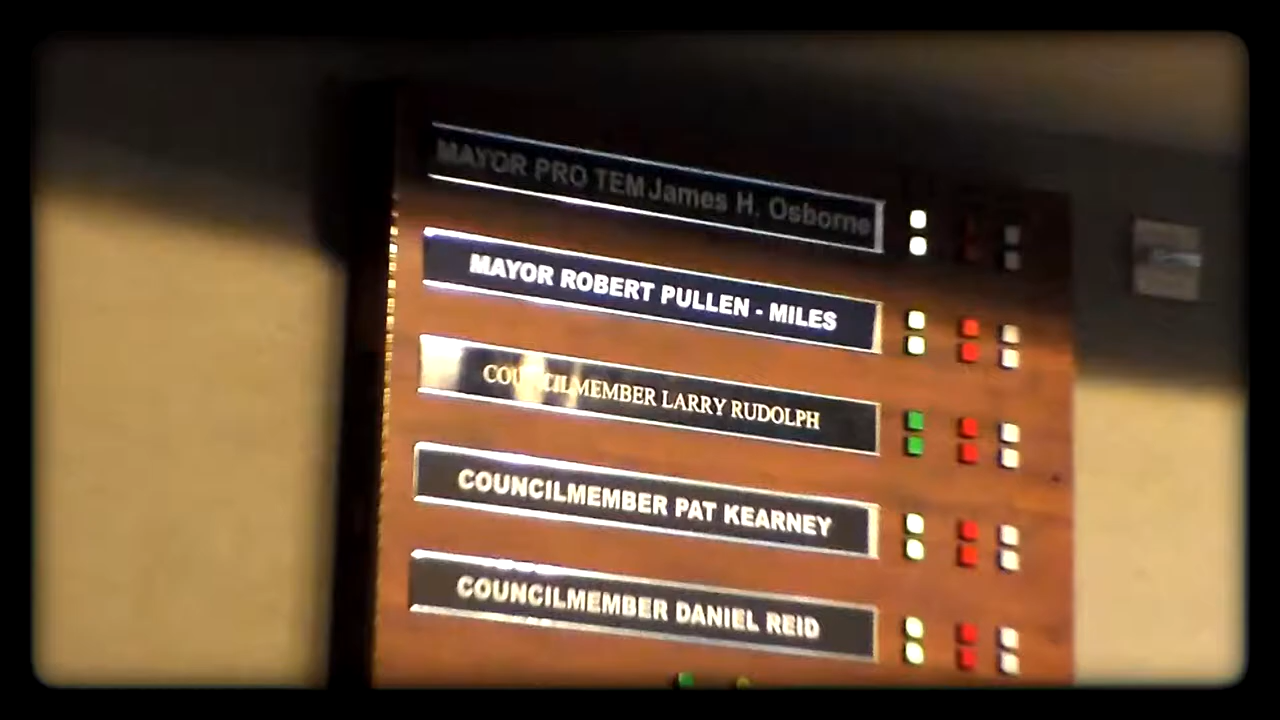 MAYOR PRO TEM James H. Osborne
MAYOR ROBERT PULLEN - MILES
COUNCILMEMBER LARRY RUDOLPH
COUNCILMEMBER PAT KEARNEY
COUNCILMEMBER DANIEL REID